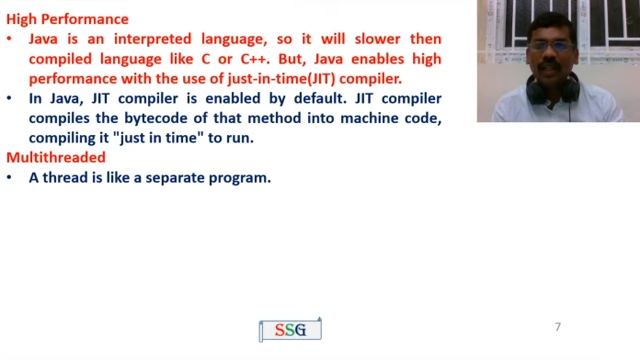 High Performance
• Java is an interpreted language, so it will slower then
compiled language like C or C++. But, Java enables high
performance with the use of just-in-time(JIT) compiler.
• In Java, JIT compiler is enabled by default. JIT compiler
compiles the bytecode of that method into machine code,
compiling it "just in time" to run.
Multithreaded
• A thread is like a separate program.
SSG
7